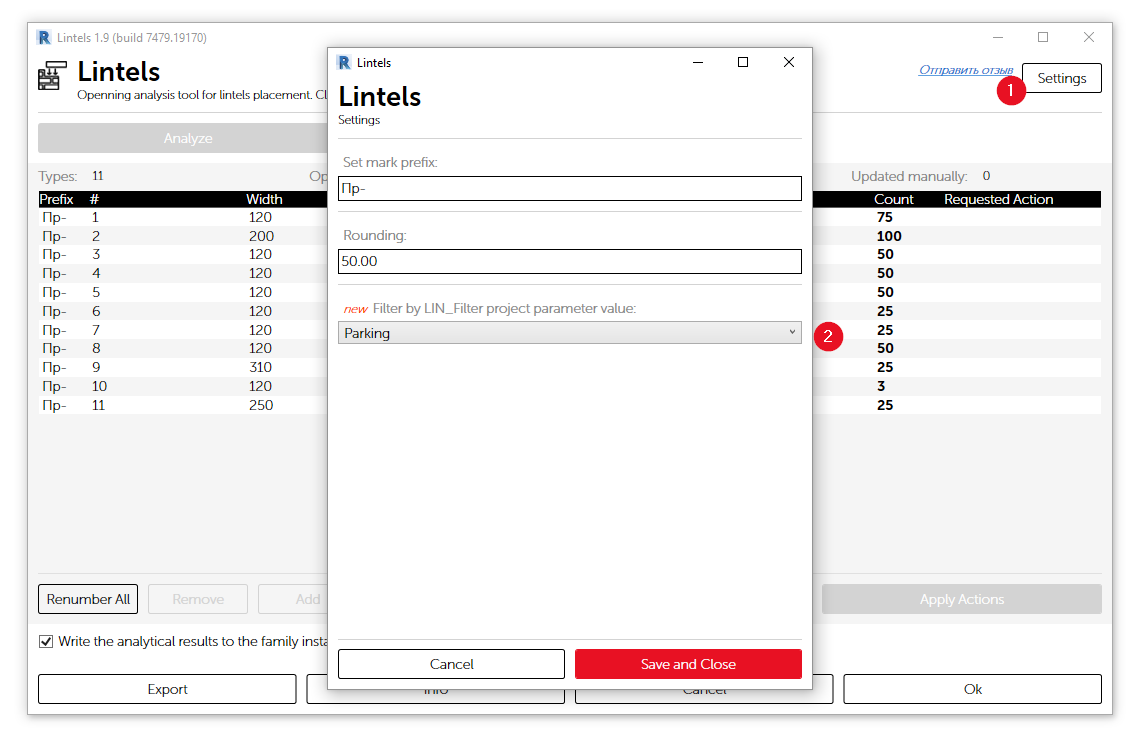 Lintels 1.9 (build 7479.19170)
Lintels
Openning analysis tool for lintels placement. Cl
Отправить отзыв
1
Settings
Analyze
Types: 11
Op
Updated manually: 0
Prefix # Width Count Requested Action
Пр- 1 120 75
Пр- 2 200 100
Пр- 3 120 50
Пр- 4 120 50
Пр- 5 120 50
Пр- 6 120 25
Пр- 7 120 25
Пр- 8 120 50
Пр- 9 310 25
Пр- 10 120 3
Пр- 11 250 25
Renumber All
Remove
Add
Apply Actions
Write the analytical results to the family insta
Export
Info
Cancel
Ok
Lintels
Lintels
Settings
Set mark prefix:
Пр-
Rounding:
50.00
new Filter by LIN_Filter project parameter value:
Parking
2
Cancel
Save and Close